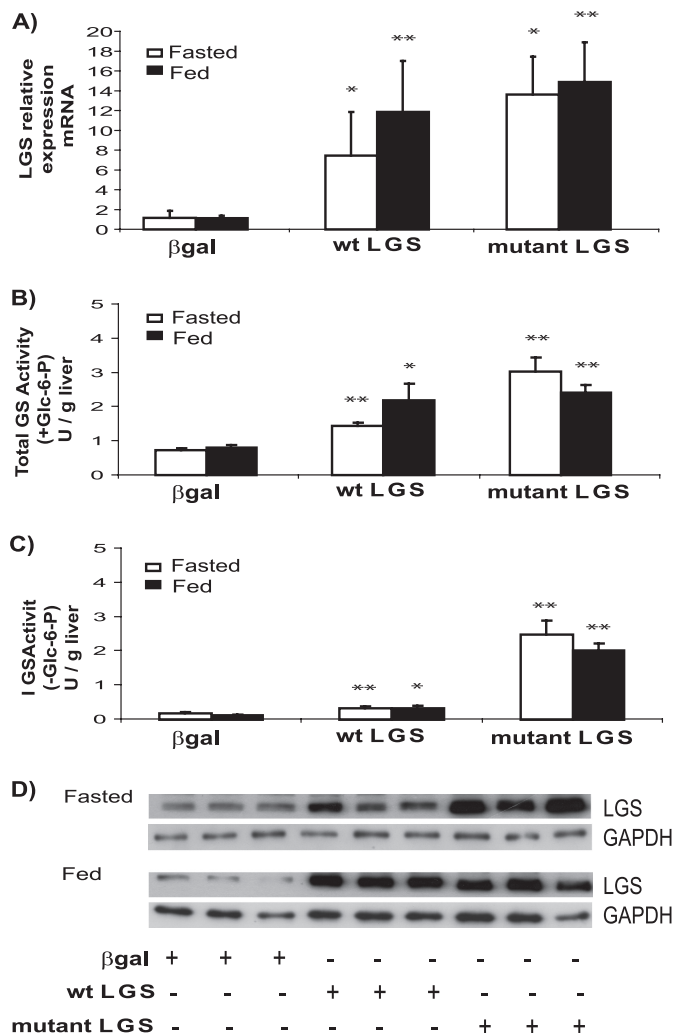 A)
LGS relative
expression
mRNA
20
18
16
14
12
10
8
6
4
2
0
Fasted
Fed
* ** * **
βgal wt LGS mutant LGS
B)
Total GS Activity
(+Glc-6-P)
U / g liver
5
4
3
2
1
0
Fasted
Fed
** * ** **
βgal wt LGS mutant LGS
C)
I GSActivit
(-Glc-6-P)
U / g liver
5
4
3
2
1
0
Fasted
Fed
** * ** **
βgal wt LGS mutant LGS
D)
Fasted
LGS
GAPDH
Fed
LGS
GAPDH
βgal + + + - - - - - -
wt LGS - - - + + + - - -
mutant LGS - - - - - - + + +